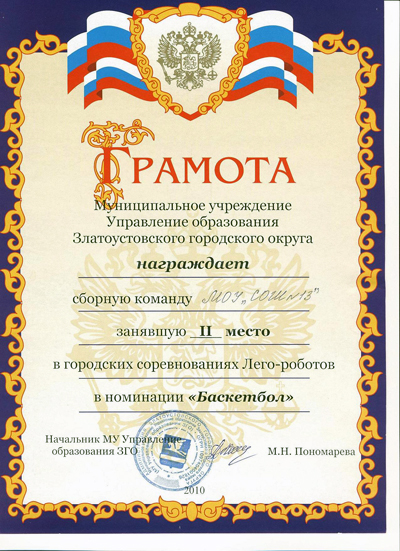 ГРАМОТА
Муниципальное учреждение
Управление образования
Златоустовского городского округа
награждает
сборную команду МОУ „СОШ №13"
занявшую II место
в городских соревнованиях Лего-роботов
в номинации «Баскетбол»
Начальник МУ Управление
образования ЗГО М.Н. Пономарева
2010